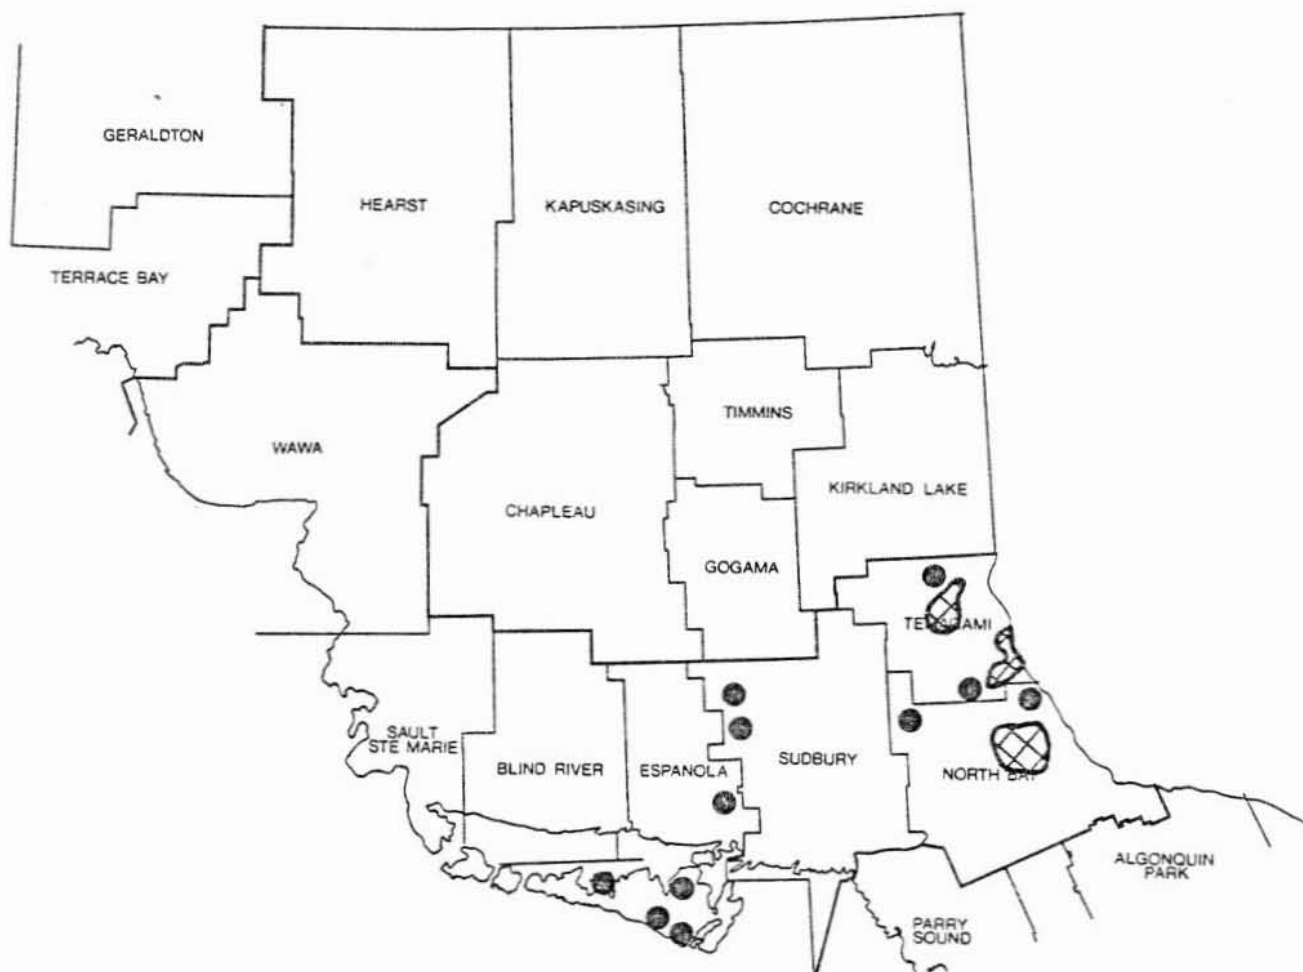 GERALDTON
HEARST
KAPUSKASING
COCHRANE
TERRACE BAY
TIMMINS
WAWA
KIRKLAND LAKE
CHAPLEAU
GOGAMA
SAULT
STE MARIE
BLIND RIVER
ESPANOLA
SUDBURY
NORTH BAY
ALGONQUIN
PARK
PARRY
SOUND